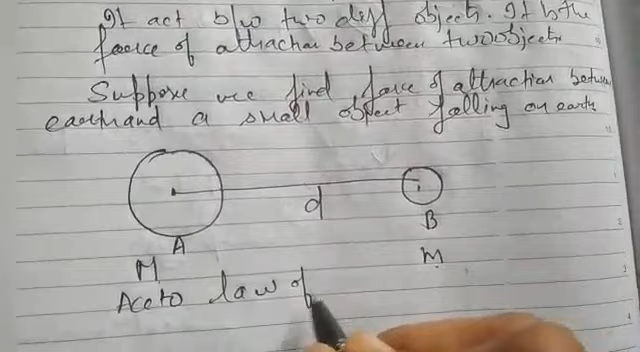 It act b/w two diff objects. It is the
force of attraction between two objects
Suppose we find force of attraction between
earth and a small object falling on earth
d
A
B
M
m
Acc to law of